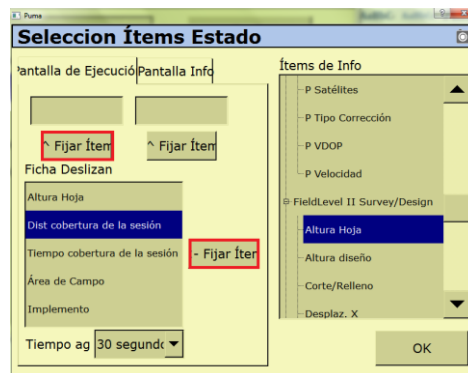 Puma
Seleccion Ítems Estado
Pantalla de Ejecució
Pantalla Info
^ Fijar Ítem
^ Fijar Ítem
Ficha Deslizan
Altura Hoja
Dist cobertura de la sesión
Tiempo cobertura de la sesión
Área de Campo
Implemento
- Fijar Íter
Tiempo ag
30 segundc
Ítems de Info
P Satélites
P Tipo Corrección
P VDOP
P Velocidad
FieldLevel II Survey/Design
Altura Hoja
Altura diseño
Corte/Relleno
Desplaz. X
OK